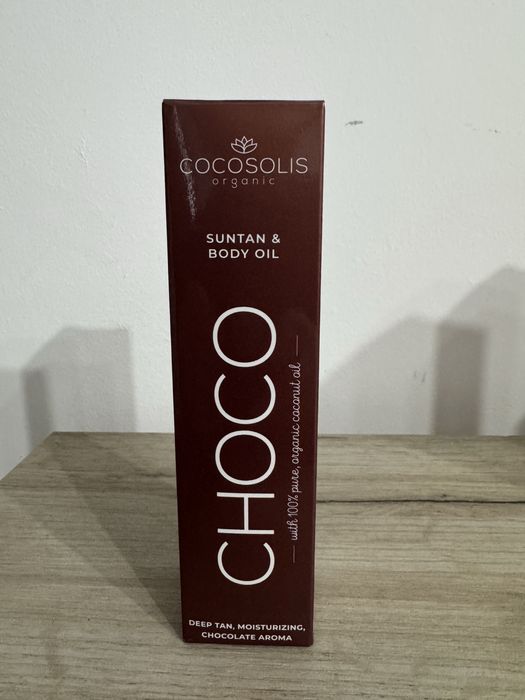 COCOSOLIS
organic
SUNTAN &
BODY OIL
CHOCO
with 100% pure, organic coconut oil
DEEP TAN, MOISTURIZING,
CHOCOLATE AROMA